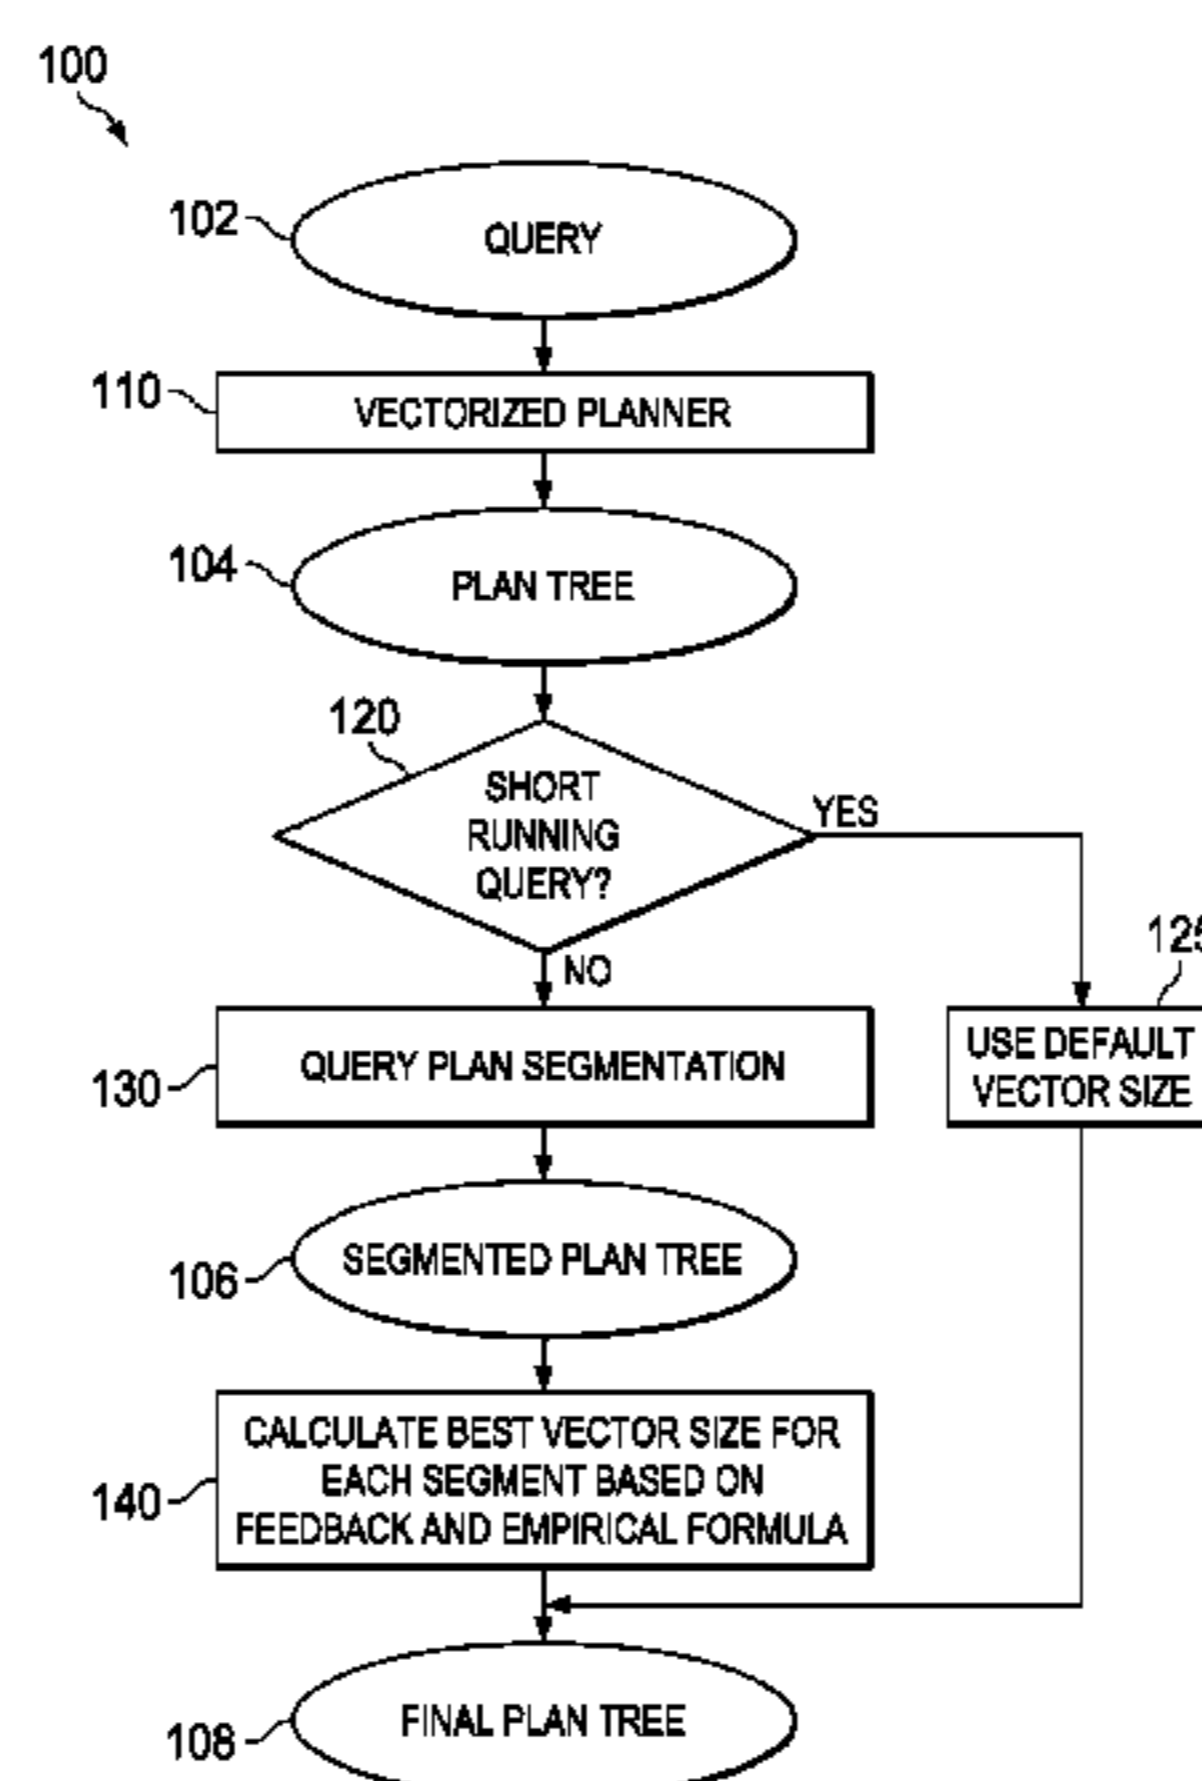 100
102
QUERY
110
VECTORIZED PLANNER
104
PLAN TREE
120
SHORT
RUNNING
QUERY?
YES
NO
125
130
QUERY PLAN SEGMENTATION
USE DEFAULT
VECTOR SIZE
106
SEGMENTED PLAN TREE
140
CALCULATE BEST VECTOR SIZE FOR
EACH SEGMENT BASED ON
FEEDBACK AND EMPIRICAL FORMULA
108
FINAL PLAN TREE